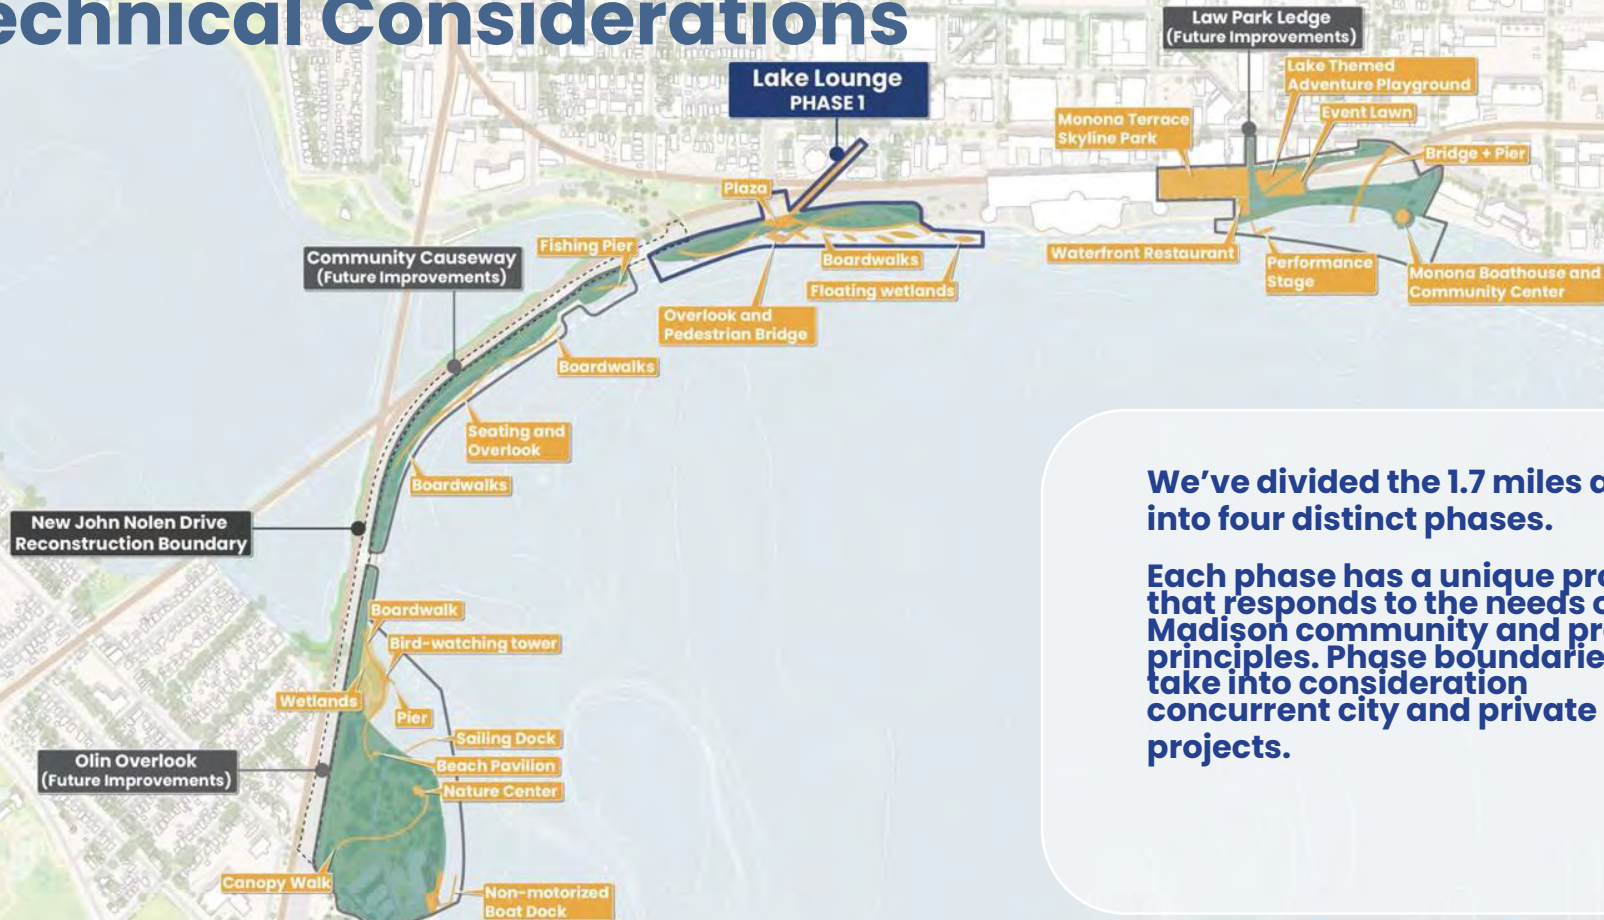 echnical Considerations
Law Park Ledge
(Future Improvements)
Lake Lounge
PHASE 1
Lake Themed
Adventure Playground
Event Lawn
Monona Terrace
Skyline Park
Bridge + Pier
Plaza
Fishing Pier
Community Causeway
(Future Improvements)
Boardwalks
Floating wetlands
Waterfront Restaurant
Performance
Stage
Monona Boathouse and
Community Center
Overlook and
Pedestrian Bridge
Boardwalks
Seating and
Overlook
Boardwalks
New John Nolen Drive
Reconstruction Boundary
Boardwalk
Bird-watching tower
Wetlands
Pier
Sailing Dock
Beach Pavilion
Nature Center
Olin Overlook
(Future Improvements)
Canopy Walk
Non-motorized
Boat Dock
We’ve divided the 1.7 miles
into four distinct phases.
Each phase has a unique
that responds to the needs
Madison community and
principles. Phase boundarie
take into consideration
concurrent city and private
projects.